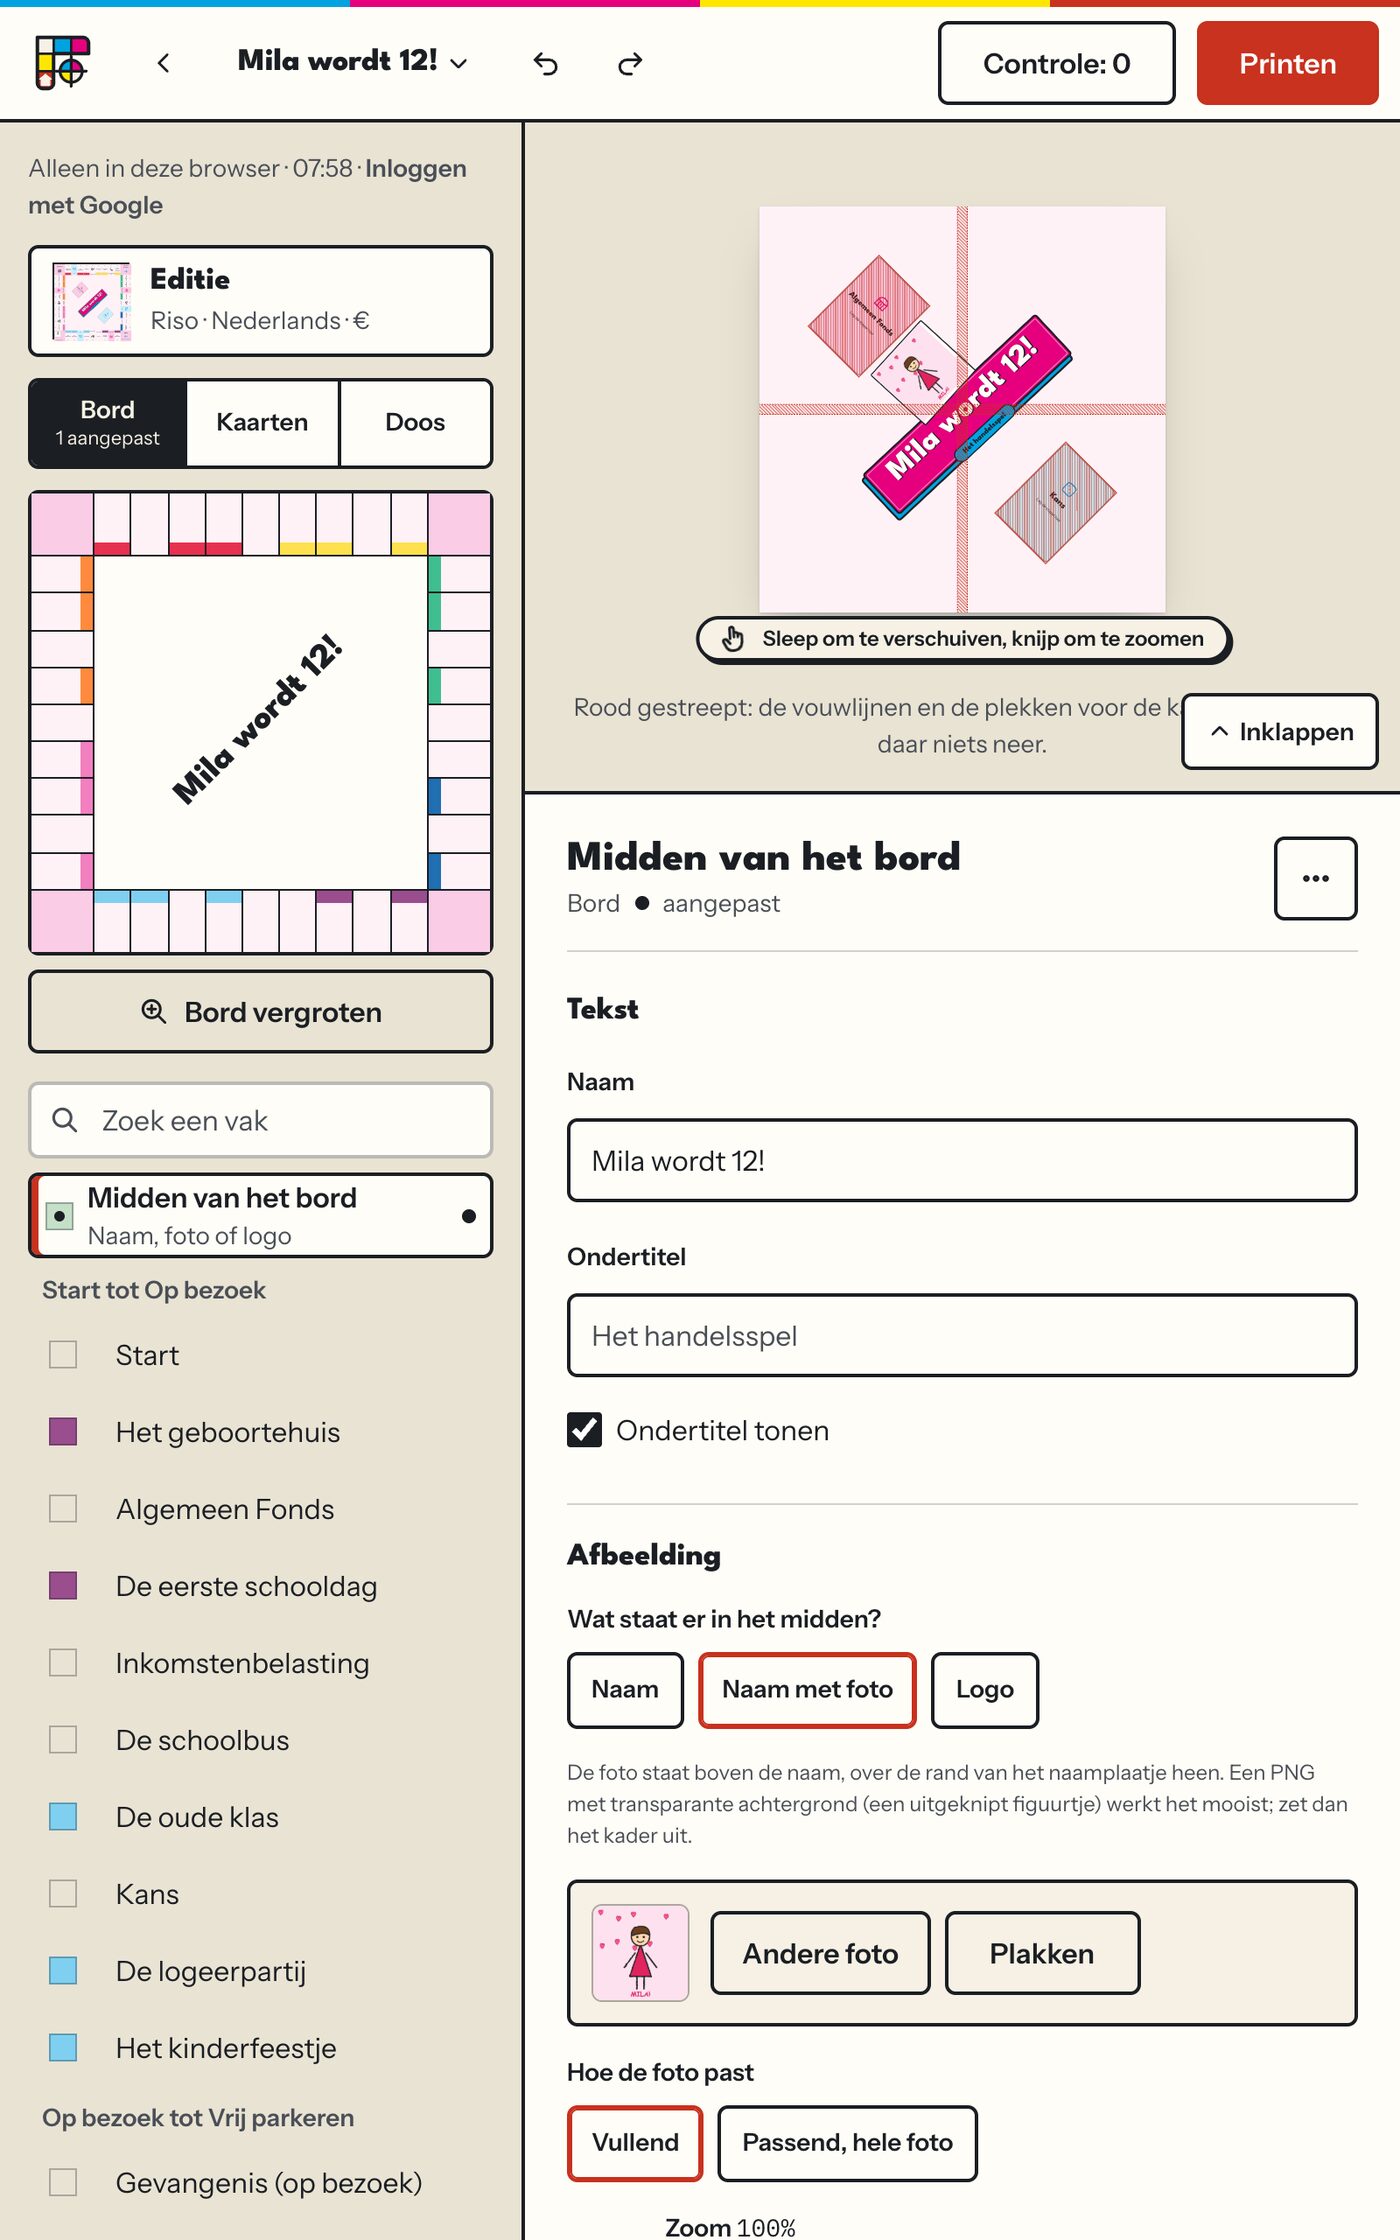 Mila wordt 12!
Controle: 0
Printen
Alleen in deze browser · 07:58 · Inloggen
met Google
Editie
Riso · Nederlands · €
Bord
1 aangepast
Kaarten
Doos
Mila wordt 12!
Bord vergroten
Zoek een vak
Midden van het bord
Naam, foto of logo
Start tot Op bezoek
Start
Het geboortehuis
Algemeen Fonds
De eerste schooldag
Inkomstenbelasting
De schoolbus
De oude klas
Kans
De logeerpartij
Het kinderfeestje
Op bezoek tot Vrij parkeren
Gevangenis (op bezoek)
Algemeen Fonds
Mila wordt 12!
Het handelsspel
Kans
Sleep om te verschuiven, knijp om te zoomen
Rood gestreept: de vouwlijnen en de plekken voor de
daar niets neer.
Inklappen
Midden van het bord
Bord ● aangepast
Tekst
Naam
Mila wordt 12!
Ondertitel
Het handelsspel
Ondertitel tonen
Afbeelding
Wat staat er in het midden?
Naam
Naam met foto
Logo
De foto staat boven de naam, over de rand van het naamplaatje heen. Een PNG
met transparante achtergrond (een uitgeknipt figuurtje) werkt het mooist; zet dan
het kader uit.
MILA!
Andere foto
Plakken
Hoe de foto past
Vullend
Passend, hele foto
Zoom 100%